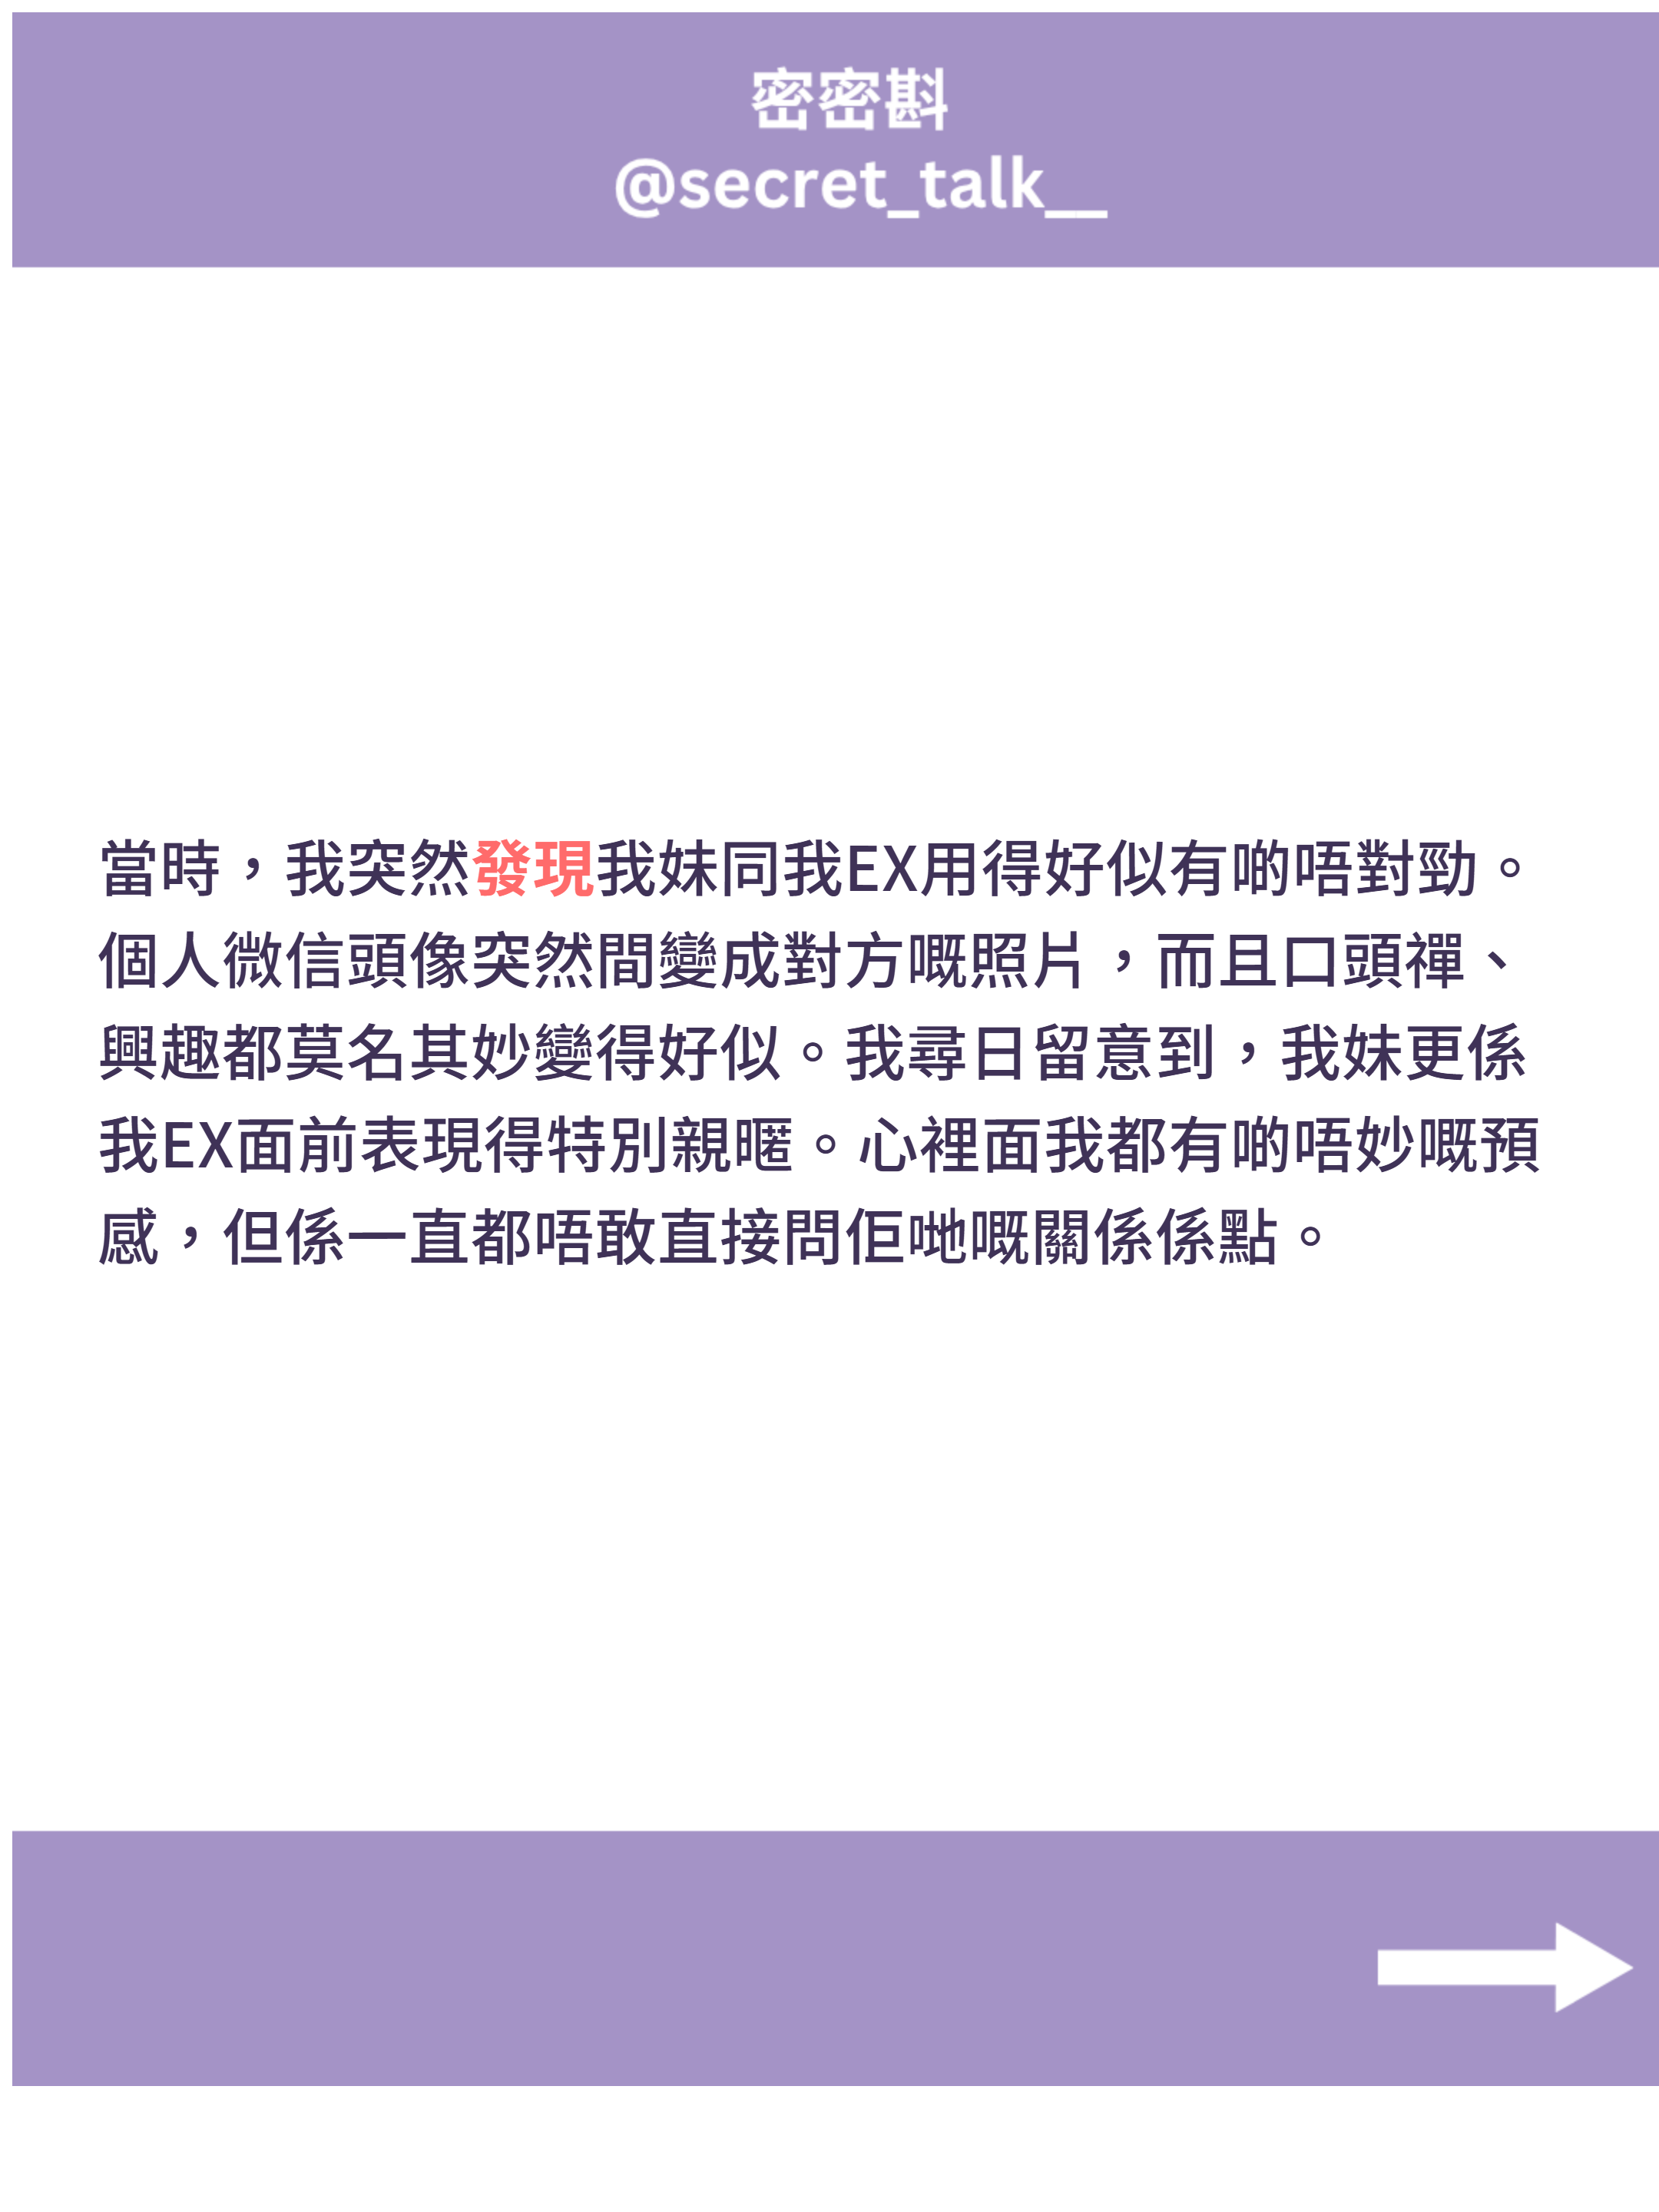 密密斟
@secret_talk__
當時，我突然發現我妹同我EX用得好似有啲唔對勁。
個人微信頭像突然間變成對方嘅照片，而且口頭禪、
興趣都莫名其妙變得好似。我尋日留意到，我妹更係
我EX面前表現得特別親暱。心裡面我都有啲唔妙嘅預
感，但係一直都唔敢直接問佢哋嘅關係係點。